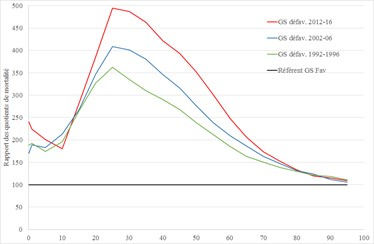 500
450
400
350
300
250
200
150
100
50
0
Rapport des quotients de mortalité
GS défav. 2012-16
GS défav. 2002-06
GS défav. 1992-1996
Référent GS Fav
0 10 20 30 40 50 60 70 80 90 100